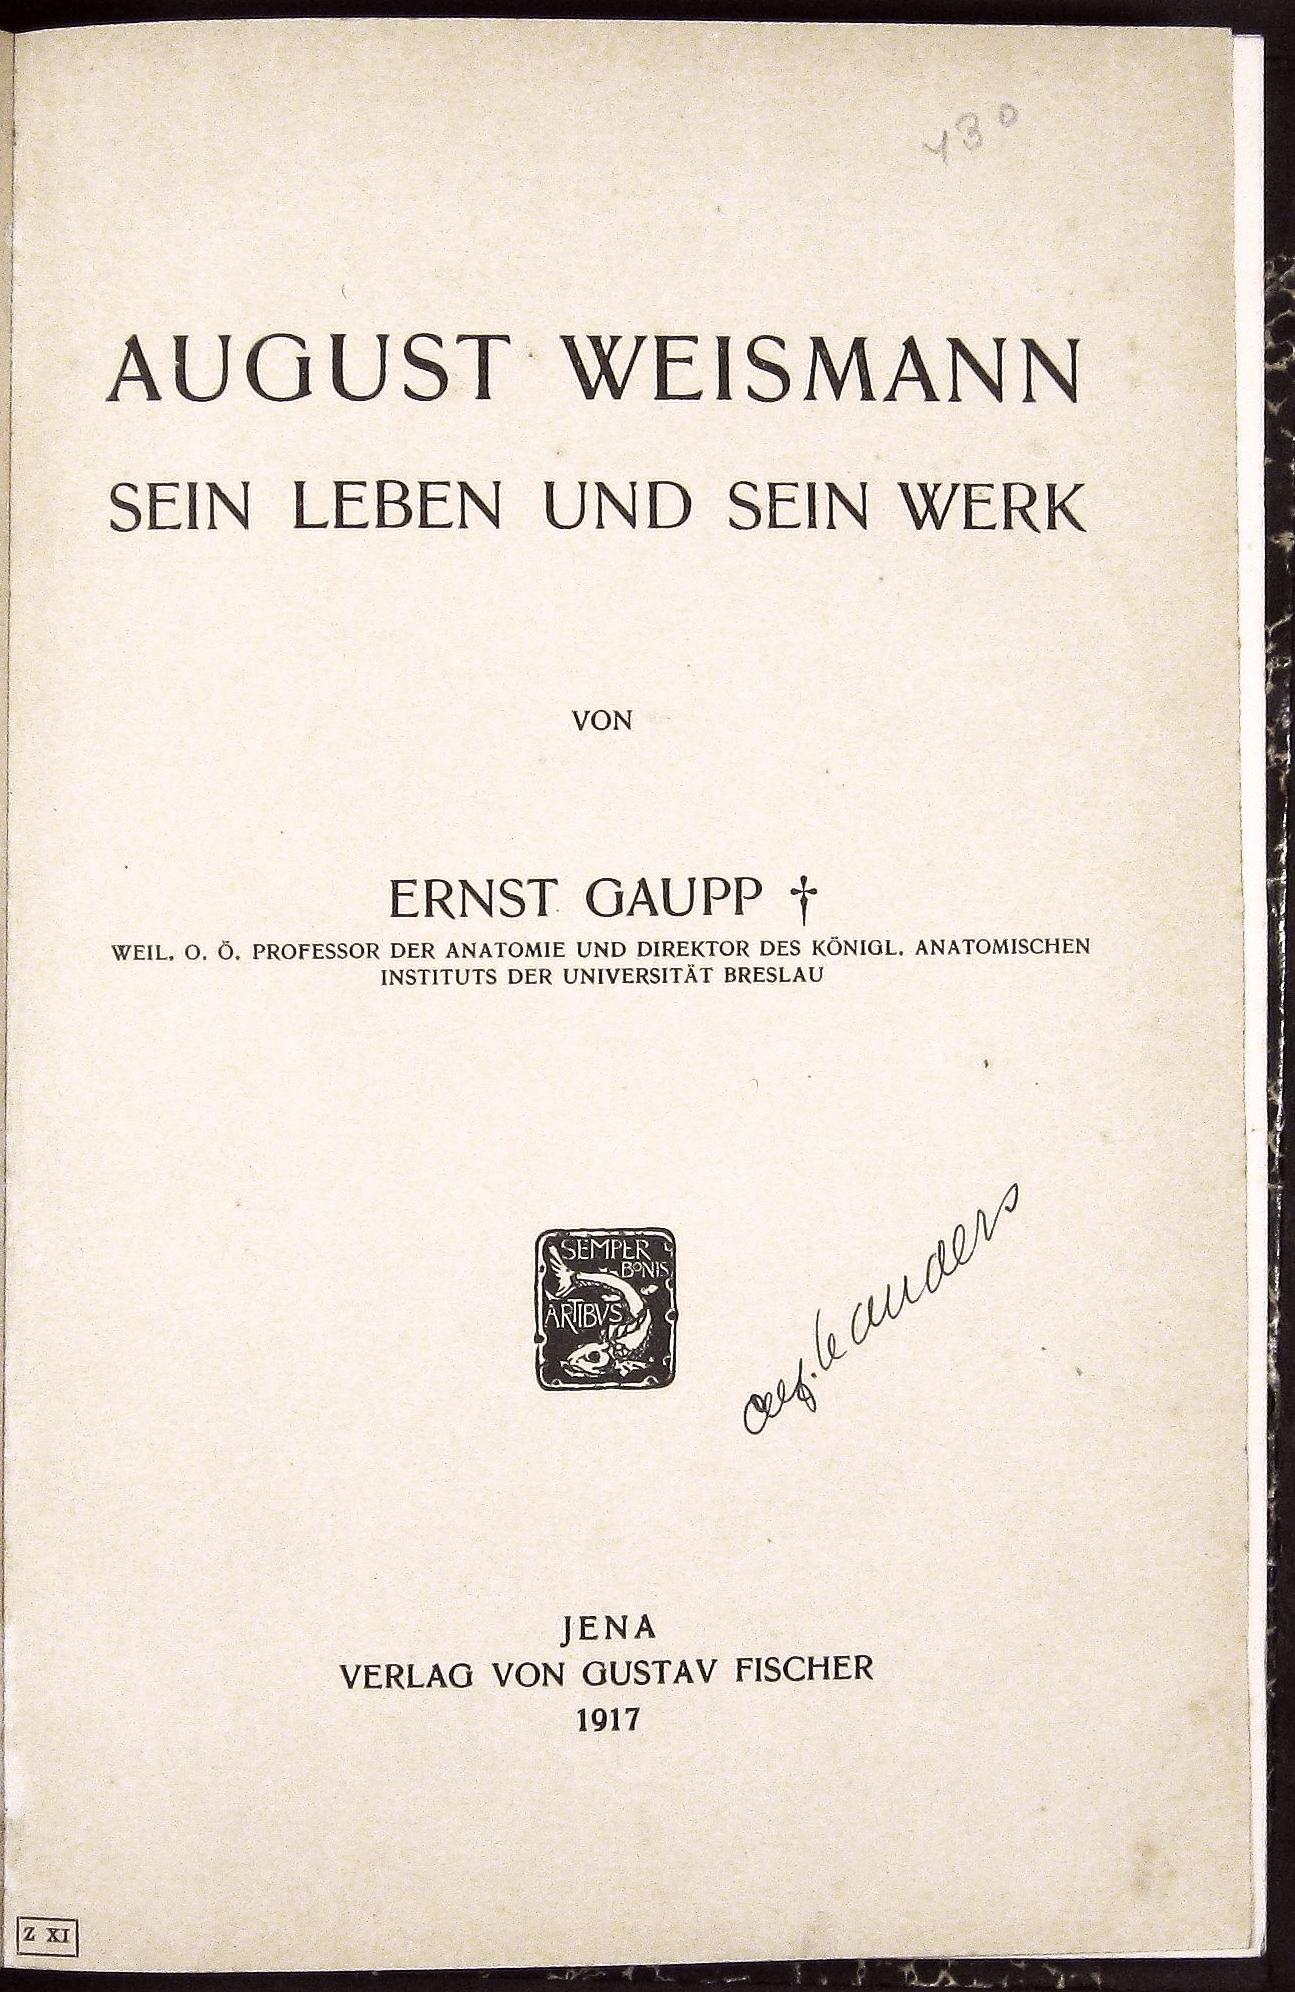 430
AUGUST WEISMANN
SEIN LEBEN UND SEIN WERK
VON
ERNST GAUPP †
WEIL. O. Ö. PROFESSOR DER ANATOMIE UND DIREKTOR DES KÖNIGL. ANATOMISCHEN
INSTITUTS DER UNIVERSITÄT BRESLAU
SEMPER
BONIS
ARTIBVS
JENA
VERLAG VON GUSTAV FISCHER
1917
Z XI